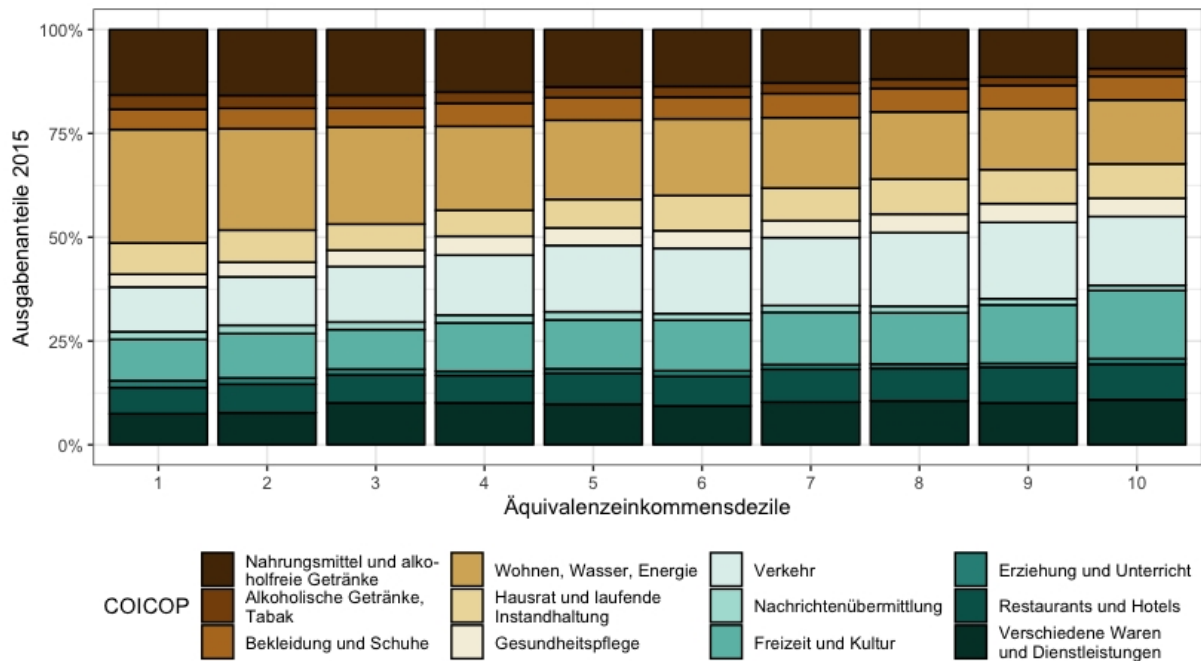 Ausgabenanteile 2015
100%
75%
50%
25%
0%
1 2 3 4 5 6 7 8 9 10
Äquivalenzeinkommensdezile
COICOP
Nahrungsmittel und alko-
holfreie Getränke
Alkoholische Getränke,
Tabak
Bekleidung und Schuhe
Wohnen, Wasser, Energie
Hausrat und laufende
Instandhaltung
Gesundheitspflege
Verkehr
Nachrichtenübermittlung
Freizeit und Kultur
Erziehung und Unterricht
Restaurants und Hotels
Verschiedene Waren
und Dienstleistungen